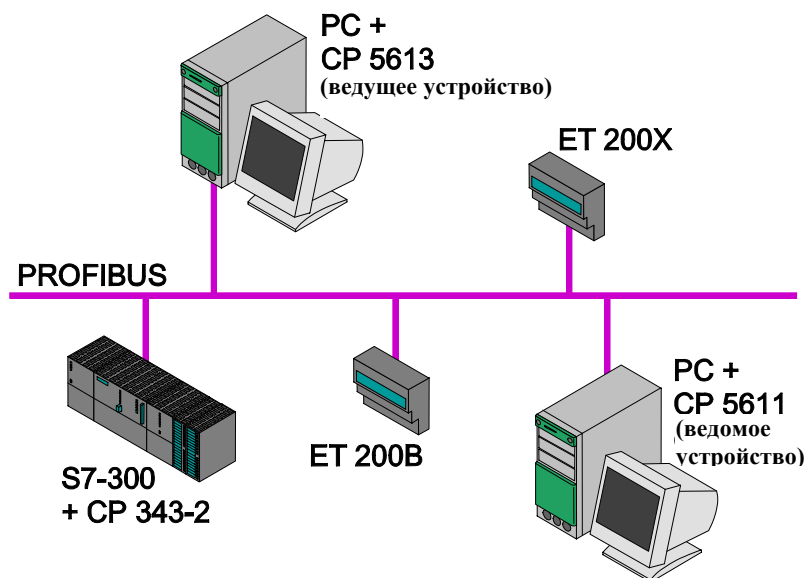 PC +
CP 5613
(ведущее устройство)
ET 200X
PROFIBUS
S7-300
+ CP 343-2
ET 200B
PC +
CP 5611
(ведомое
устройство)